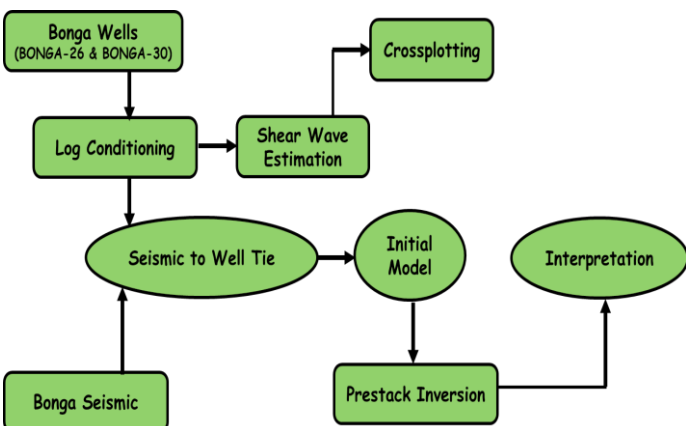 Bonga Wells
(BONGA-26 & BONGA-30)
Crossplotting
Log Conditioning
Shear Wave
Estimation
Seismic to Well Tie
Initial
Model
Interpretation
Bonga Seismic
Prestack Inversion